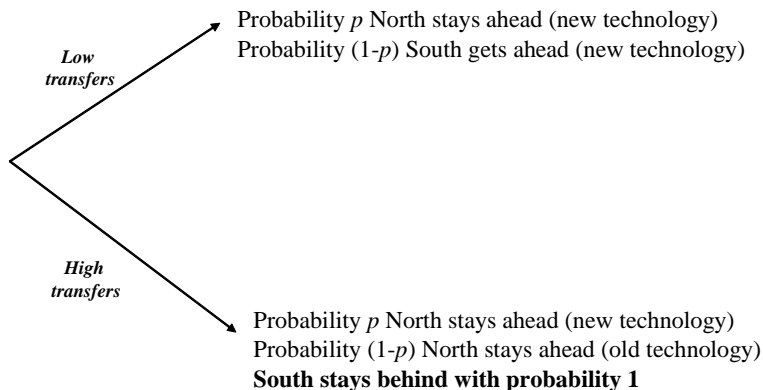 Probability p North stays ahead (new technology)
Probability (1-p) South gets ahead (new technology)
Low
transfers
High
transfers
Probability p North stays ahead (new technology)
Probability (1-p) North stays ahead (old technology)
South stays behind with probability 1